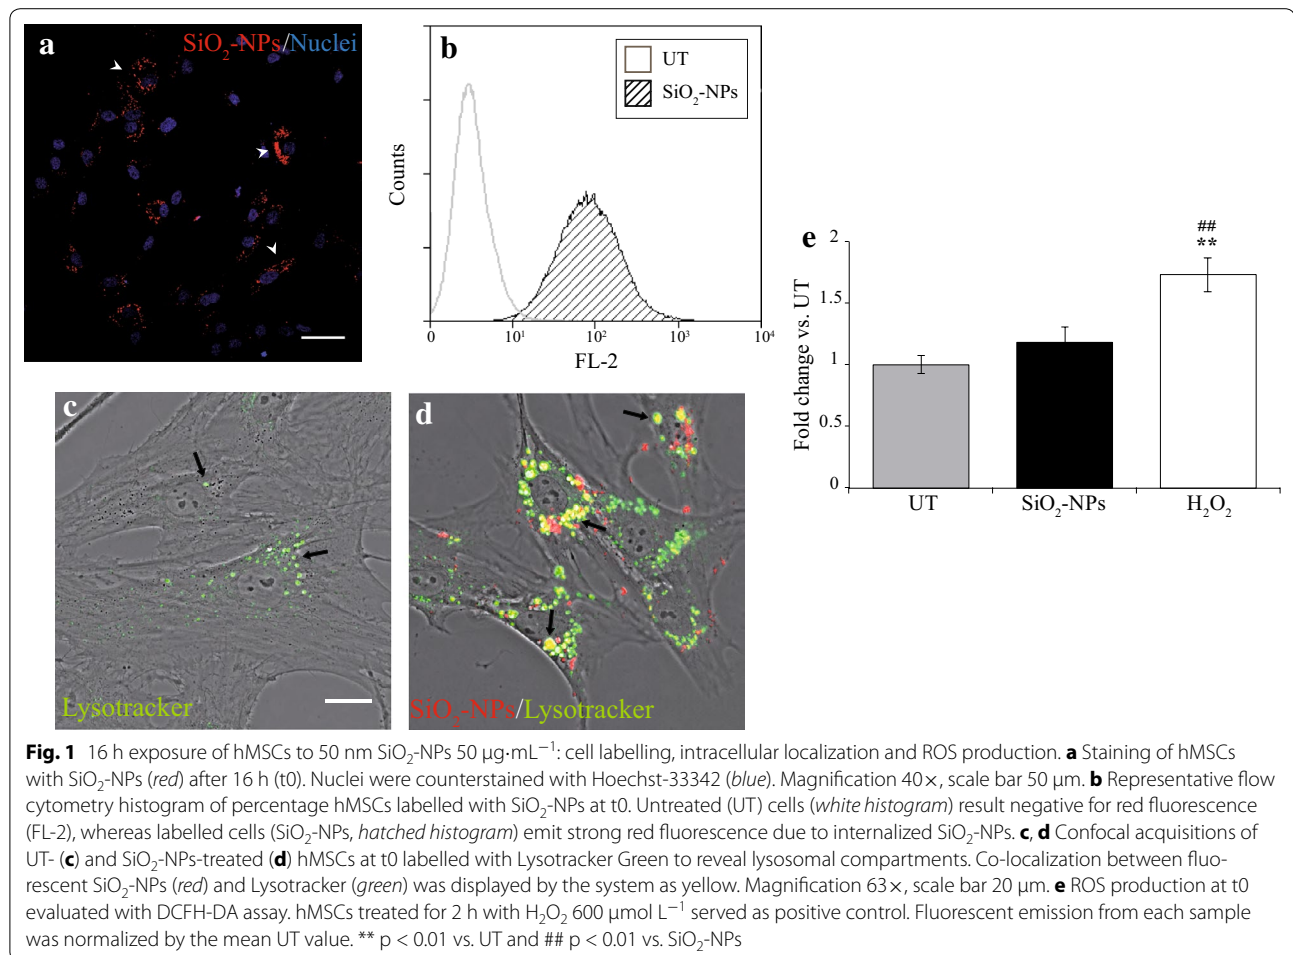 a
SiO₂-NPs/Nuclei
b
UT
SiO₂-NPs
Counts
0
10¹
10²
10³
10⁴
FL-2
c
Lysotracker
d
SiO₂-NPs/Lysotracker
e
##
**
2
1.5
1
0.5
0
Fold change vs. UT
UT
SiO₂-NPs
H₂O₂
Fig. 1 16 h exposure of hMSCs to 50 nm SiO₂-NPs 50 µg·mL⁻¹: cell labelling, intracellular localization and ROS production. a Staining of hMSCs
with SiO₂-NPs (red) after 16 h (t0). Nuclei were counterstained with Hoechst-33342 (blue). Magnification 40×, scale bar 50 µm. b Representative flow
cytometry histogram of percentage hMSCs labelled with SiO₂-NPs at t0. Untreated (UT) cells (white histogram) result negative for red fluorescence
(FL-2), whereas labelled cells (SiO₂-NPs, hatched histogram) emit strong red fluorescence due to internalized SiO₂-NPs. c, d Confocal acquisitions of
UT- (c) and SiO₂-NPs-treated (d) hMSCs at t0 labelled with Lysotracker Green to reveal lysosomal compartments. Co-localization between fluo-
rescent SiO₂-NPs (red) and Lysotracker (green) was displayed by the system as yellow. Magnification 63×, scale bar 20 µm. e ROS production at t0
evaluated with DCFH-DA assay. hMSCs treated for 2 h with H₂O₂ 600 µmol L⁻¹ served as positive control. Fluorescent emission from each sample
was normalized by the mean UT value. ** p < 0.01 vs. UT and ## p < 0.01 vs. SiO₂-NPs